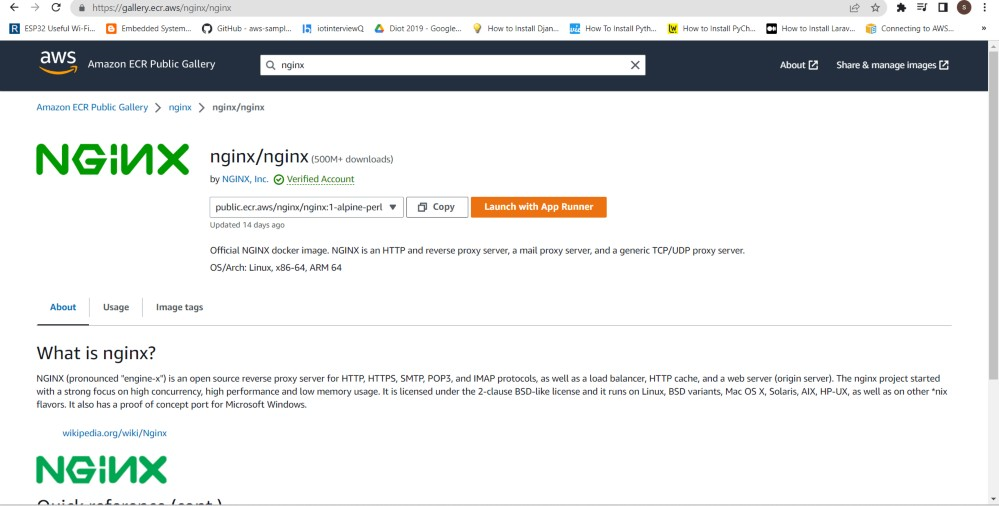 https://gallery.ecr.aws/nginx/nginx
ESP32 Useful Wi-Fi... Embedded System... GitHub - aws-sampl... iotinterviewQ Diot 2019 - Google... How to Install Djan... How To Install Pyth... How to Install PyCh... How to Install Larav... Connecting to AWS... »
aws Amazon ECR Public Gallery nginx About Share & manage images
Amazon ECR Public Gallery nginx nginx/nginx
NGINX
nginx/nginx (500M+ downloads)
by NGINX, Inc. Verified Account
public.ecr.aws/nginx/nginx:1-alpine-perl Copy Launch with App Runner
Updated 14 days ago
Official NGINX docker image. NGINX is an HTTP and reverse proxy server, a mail proxy server, and a generic TCP/UDP proxy server.
OS/Arch: Linux, x86-64, ARM 64
About Usage Image tags
What is nginx?
NGINX (pronounced "engine-x") is an open source reverse proxy server for HTTP, HTTPS, SMTP, POP3, and IMAP protocols, as well as a load balancer, HTTP cache, and a web server (origin server). The nginx project started
with a strong focus on high concurrency, high performance and low memory usage. It is licensed under the 2-clause BSD-like license and it runs on Linux, BSD variants, Mac OS X, Solaris, AIX, HP-UX, as well as on other *nix
flavors. It also has a proof of concept port for Microsoft Windows.
wikipedia.org/wiki/Nginx
NGINX
Quick reference (cont.)